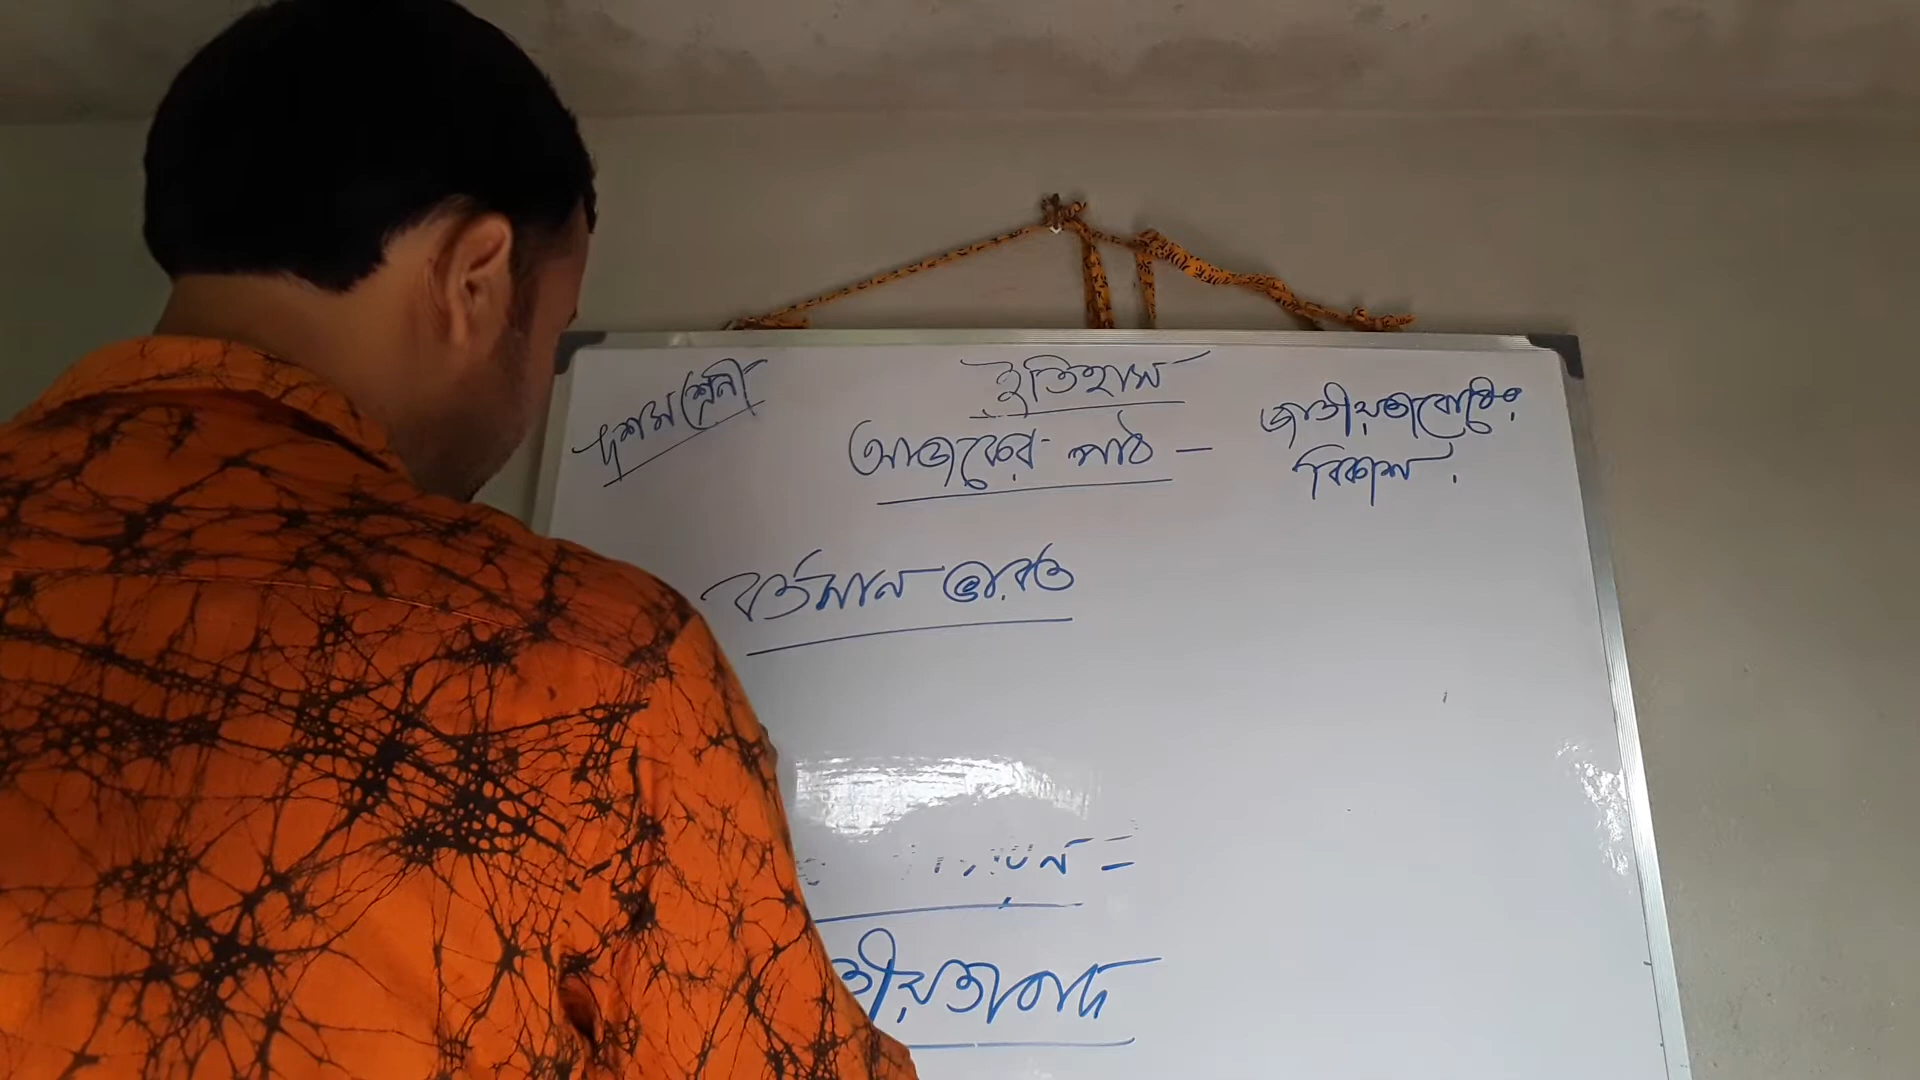 দশম শ্রেনী
ইতিহাস
আজকের পাঠ —
জাতীয়তাবোধের
বিকাশ .
বর্তমান ভারত
তীয়তাবাদ